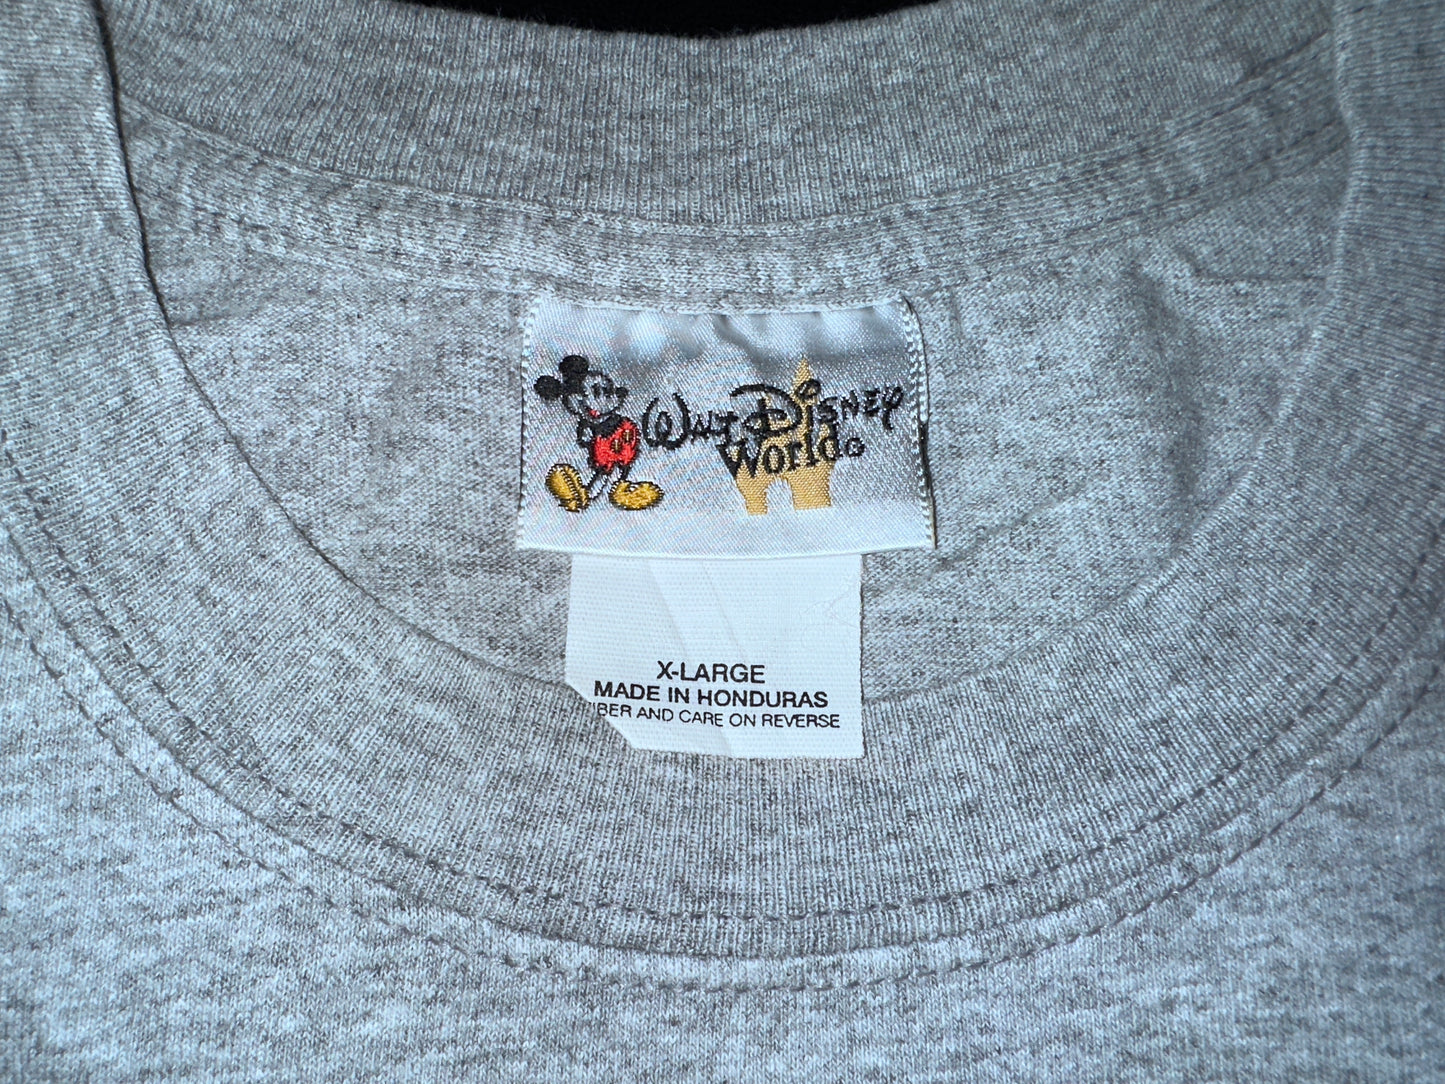 WALT DISNEY
World®
X-LARGE
MADE IN HONDURAS
IBER AND CARE ON REVERSE